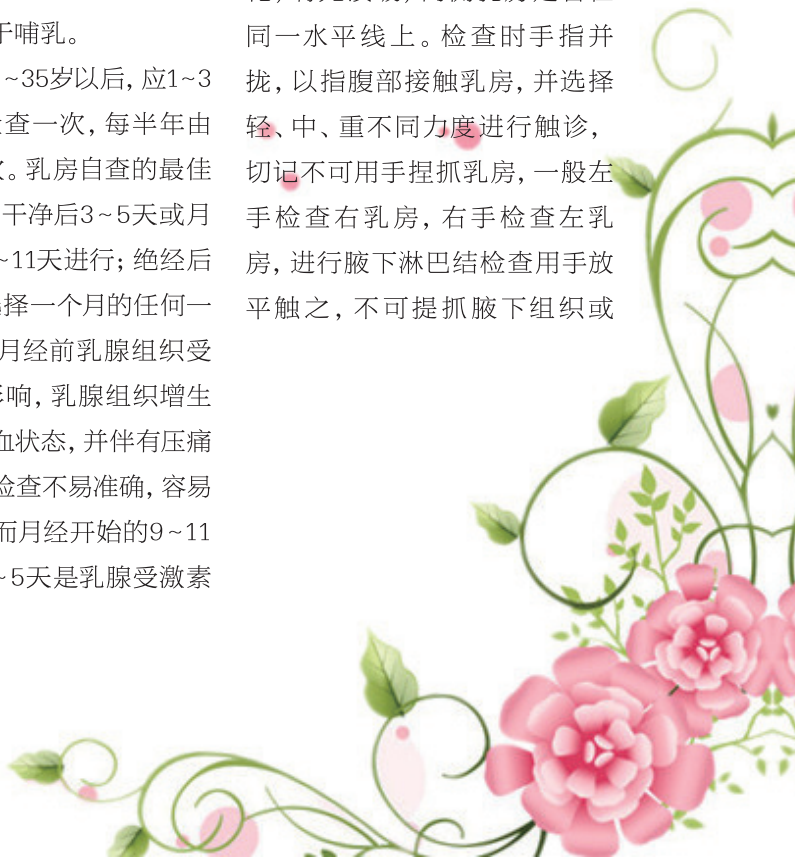 于哺乳。
~35岁以后，应1~3
查一次，每半年由
。乳房自查的最佳
干净后3~5天或月
~11天进行；绝经后
择一个月的任何一
月经前乳腺组织受
响，乳腺组织增生
血状态，并伴有压痛
检查不易准确，容易
而月经开始的9~11
~5天是乳腺受激素
同一水平线上。检查时手指并
拢，以指腹部接触乳房，并选择
轻、中、重不同力度进行触诊，
切记不可用手捏抓乳房，一般左
手检查右乳房，右手检查左乳
房，进行腋下淋巴结检查用手放
平触之，不可提抓腋下组织或